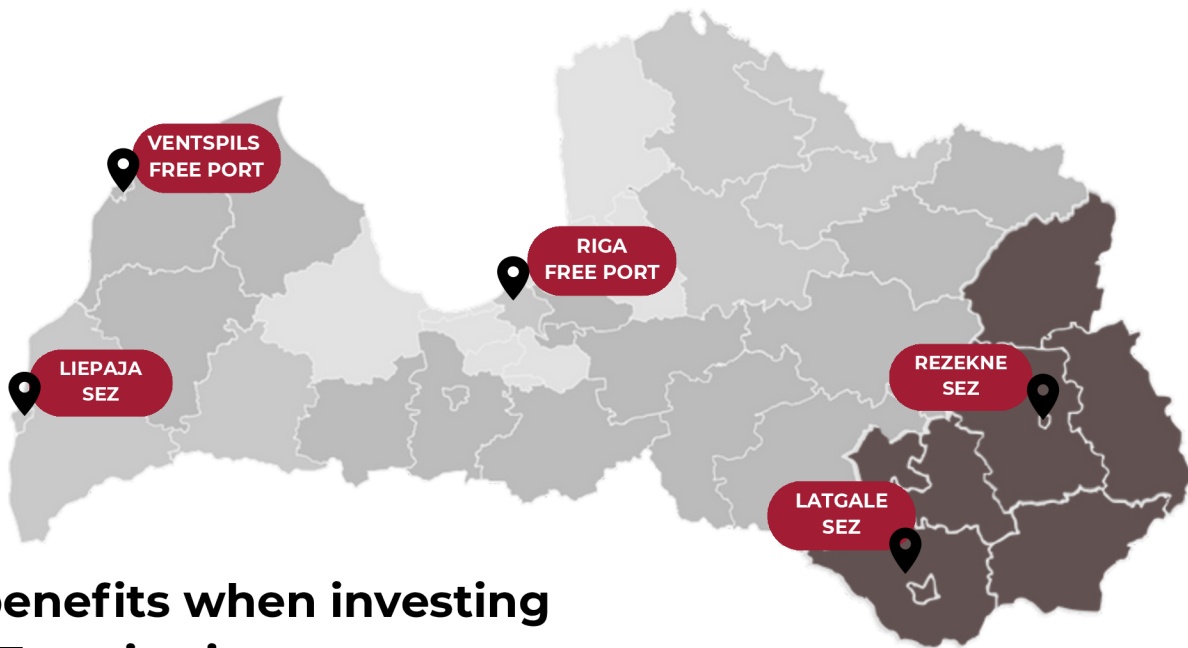 VENTSPILS
FREE PORT
RIGA
FREE PORT
LIEPAJA
SEZ
REZEKNE
SEZ
LATGALE
SEZ
benefits when investing